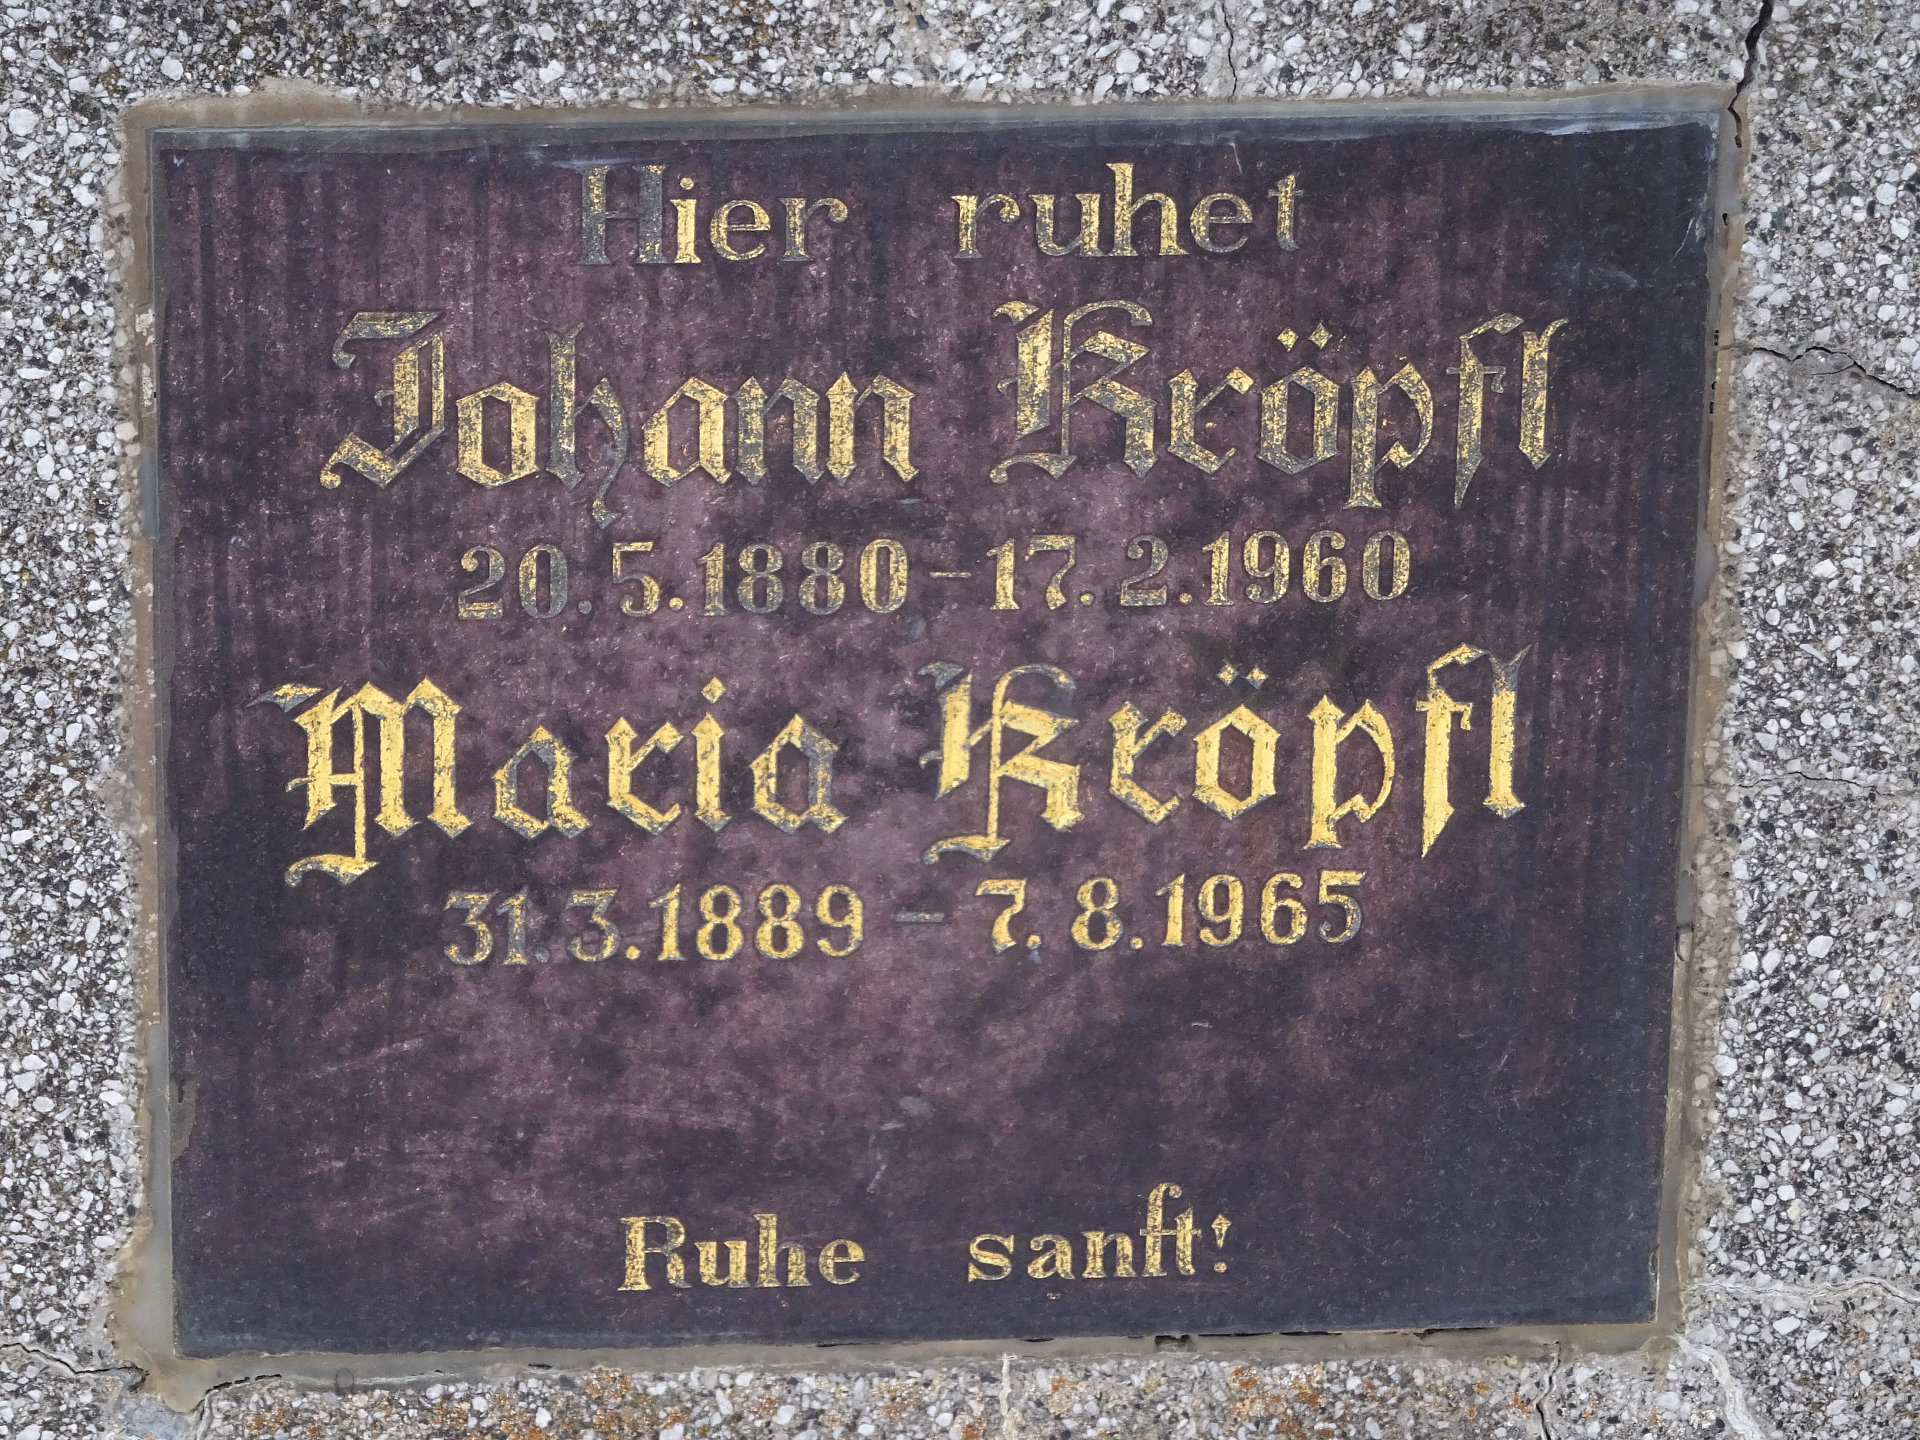 Hier ruhet
Johann Kröpfl
20.5.1880 – 17.2.1960
Maria Kröpfl
31.3.1889 – 7.8.1965
Ruhe sanft!